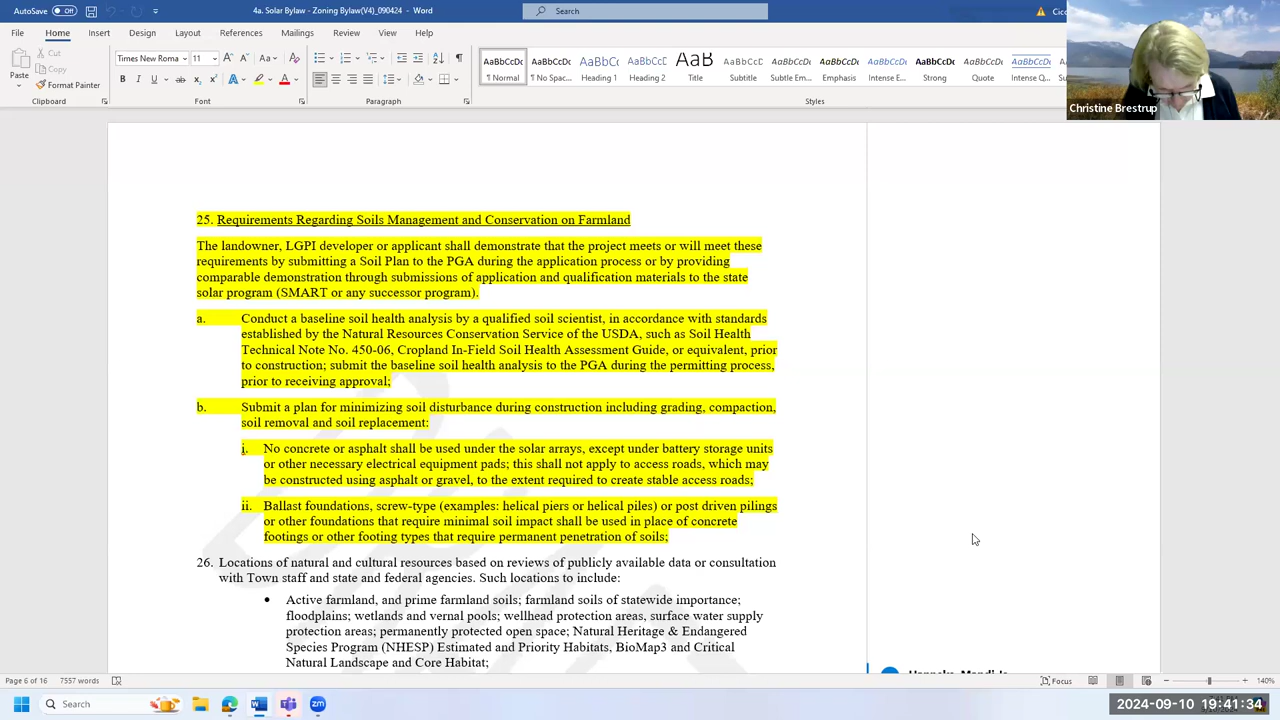 AutoSave Off
4a. Solar Bylaw - Zoning Bylaw(V4)_090424 - Word
Search
File Home Insert Draw Design Layout References Mailings Review View Help
Paste
Cut
Copy
Format Painter
Times New Roma 11
AaBbCcDc AaBbCcDc AaBbC AaBbCcD AaB AaBbCcD AaBbCcDc AaBbCcDc AaBbCcDc AaBbCcDc AaBbCcDc AaBbCcDc
¶ Normal ¶ No Spac... Heading 1 Heading 2 Title Subtitle Subtle Em... Emphasis Intense E... Strong Quote Intense Q...
Clipboard Font Paragraph Styles
Christine Brestrup
25. Requirements Regarding Soils Management and Conservation on Farmland
The landowner, LGPI developer or applicant shall demonstrate that the project meets or will meet these
requirements by submitting a Soil Plan to the PGA during the application process or by providing
comparable demonstration through submissions of application and qualification materials to the state
solar program (SMART or any successor program).
a. Conduct a baseline soil health analysis by a qualified soil scientist, in accordance with standards
established by the Natural Resources Conservation Service of the USDA, such as Soil Health
Technical Note No. 450-06, Cropland In-Field Soil Health Assessment Guide, or equivalent, prior
to construction; submit the baseline soil health analysis to the PGA during the permitting process,
prior to receiving approval;
b. Submit a plan for minimizing soil disturbance during construction including grading, compaction,
soil removal and soil replacement:
i. No concrete or asphalt shall be used under the solar arrays, except under battery storage units
or other necessary electrical equipment pads; this shall not apply to access roads, which may
be constructed using asphalt or gravel, to the extent required to create stable access roads;
ii. Ballast foundations, screw-type (examples: helical piers or helical piles) or post driven pilings
or other foundations that require minimal soil impact shall be used in place of concrete
footings or other footing types that require permanent penetration of soils;
26. Locations of natural and cultural resources based on reviews of publicly available data or consultation
with Town staff and state and federal agencies. Such locations to include:
• Active farmland, and prime farmland soils; farmland soils of statewide importance;
floodplains; wetlands and vernal pools; wellhead protection areas, surface water supply
protection areas; permanently protected open space; Natural Heritage & Endangered
Species Program (NHESP) Estimated and Priority Habitats, BioMap3 and Critical
Natural Landscape and Core Habitat;
Page 6 of 16 7557 words
Focus
140%
Search
2024-09-10 19:41:34